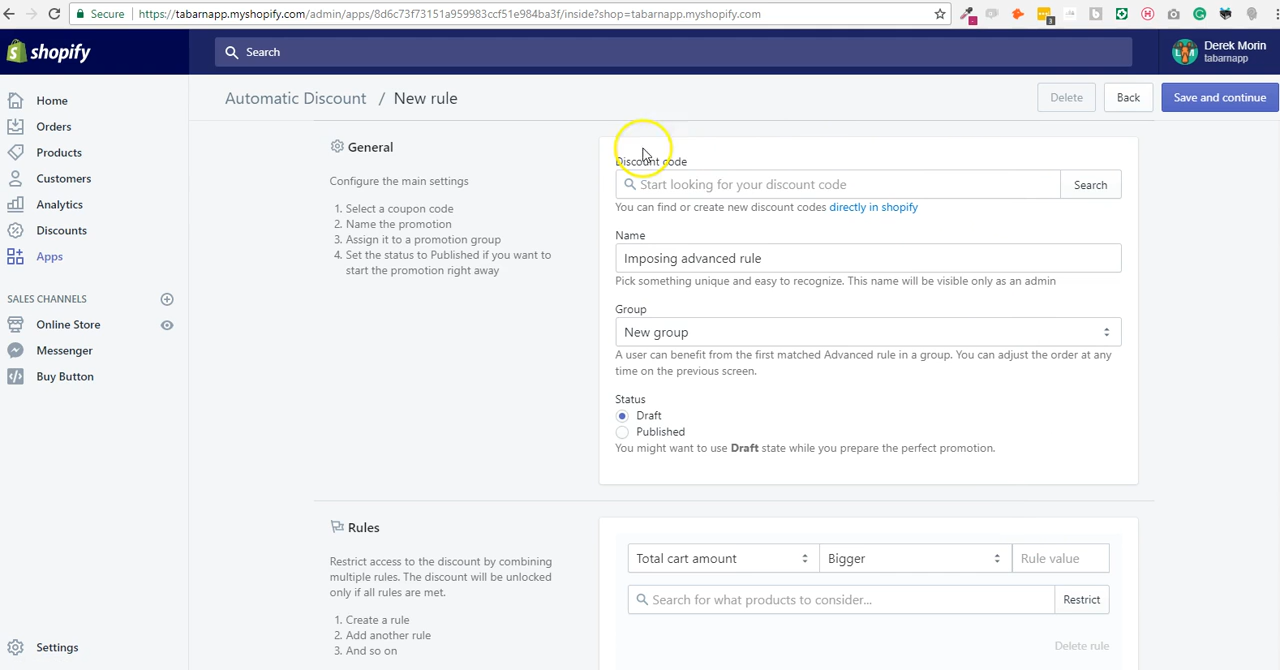 Secure | https://tabarnapp.myshopify.com/admin/apps/8d6c73f73151a959983ccf51e984ba3f/inside?shop=tabarnapp.myshopify.com
shopify
Search
Derek Morin
tabarnapp
Automatic Discount / New rule
Delete
Back
Save and continue
Home
Orders
Products
Customers
Analytics
Discounts
Apps
SALES CHANNELS
Online Store
Messenger
Buy Button
Settings
General
Configure the main settings
1. Select a coupon code
2. Name the promotion
3. Assign it to a promotion group
4. Set the status to Published if you want to
start the promotion right away
Discount code
Start looking for your discount code
Search
You can find or create new discount codes directly in shopify
Name
Imposing advanced rule
Pick something unique and easy to recognize. This name will be visible only as an admin
Group
New group
A user can benefit from the first matched Advanced rule in a group. You can adjust the order at any
time on the previous screen.
Status
Draft
Published
You might want to use Draft state while you prepare the perfect promotion.
Rules
Restrict access to the discount by combining
multiple rules. The discount will be unlocked
only if all rules are met.
1. Create a rule
2. Add another rule
3. And so on
Total cart amount
Bigger
Rule value
Search for what products to consider...
Restrict
Delete rule